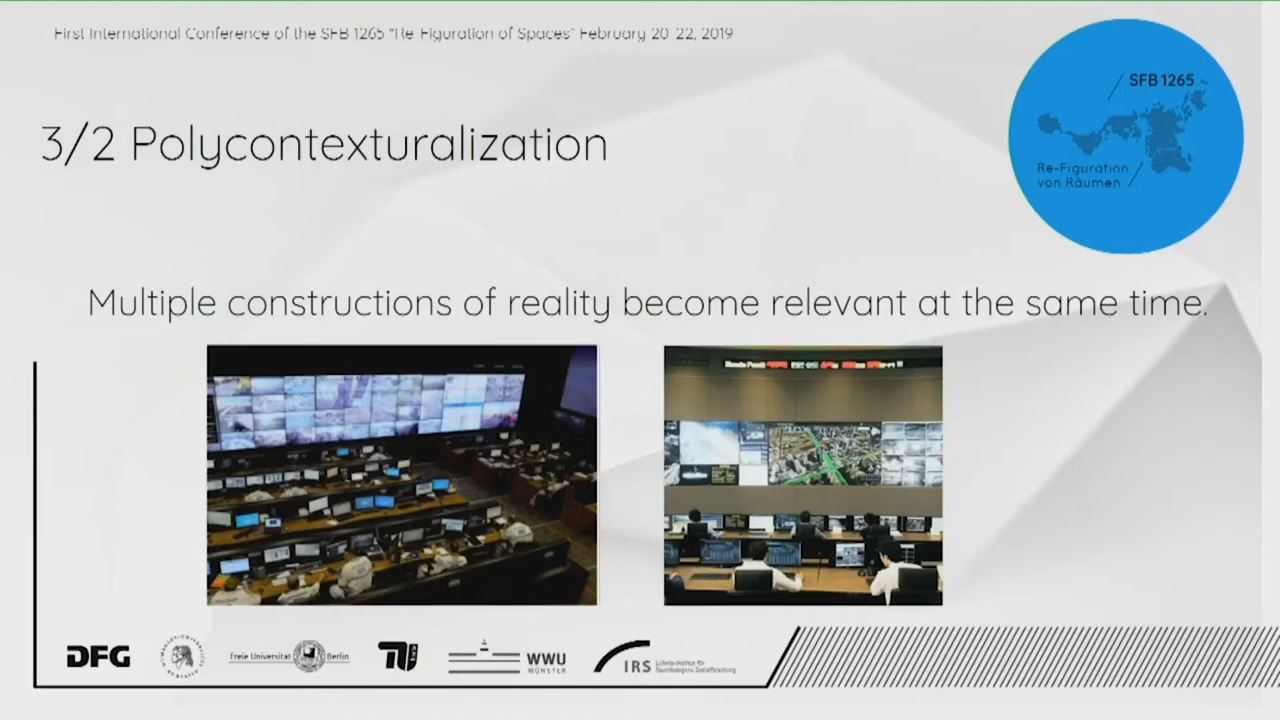 First International Conference of the SFB 1265 "Re-Figuration of Spaces" February 20-22, 2019
SFB 1265
Re-Figuration
von Räumen
3/2 Polycontexturalization
Multiple constructions of reality become relevant at the same time.
DFG
Freie Universität Berlin
WWU
MÜNSTER
IRS
Leibniz-Institut für
Raumbezogene Sozialforschung